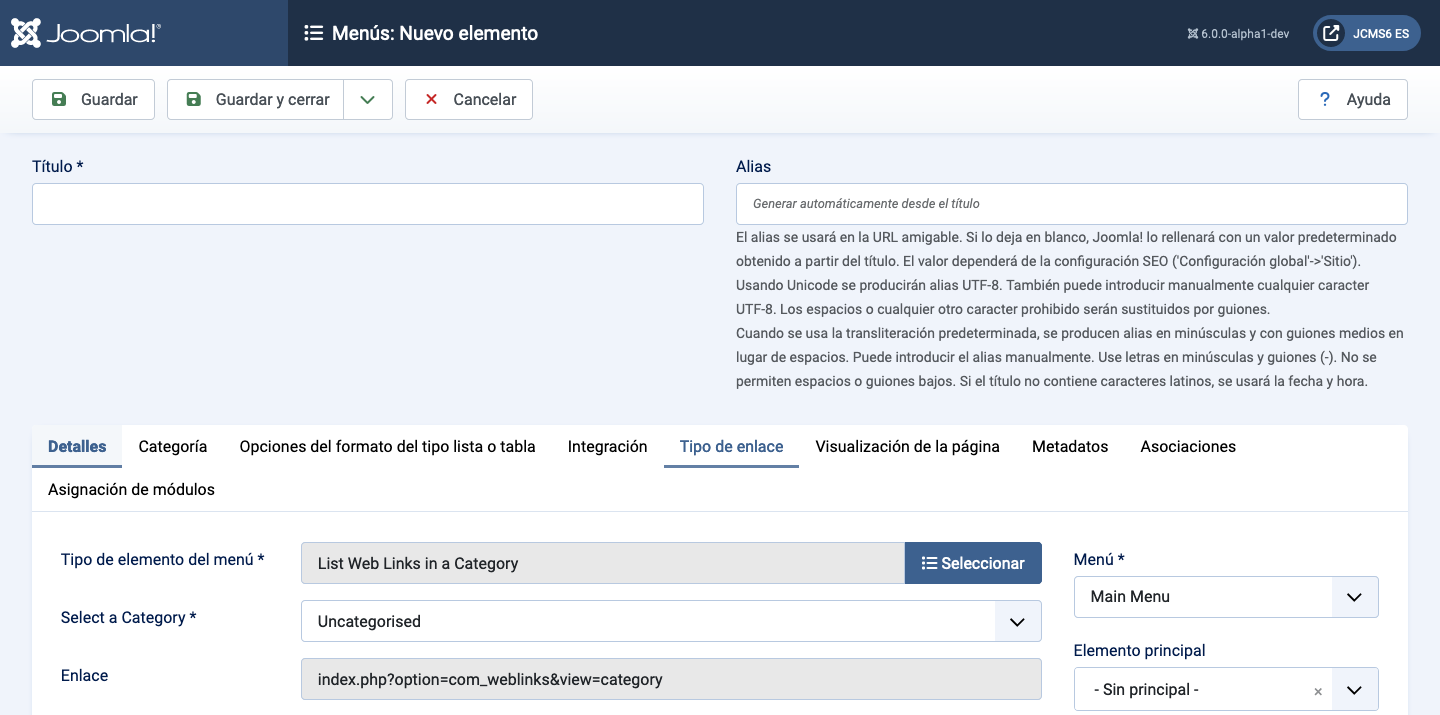 Joomla!®
Menús: Nuevo elemento
6.0.0-alpha1-dev
JCMS6 ES
Guardar
Guardar y cerrar
Cancelar
? Ayuda
Título *
Alias
Generar automáticamente desde el título
El alias se usará en la URL amigable. Si lo deja en blanco, Joomla! lo rellenará con un valor predeterminado
obtenido a partir del título. El valor dependerá de la configuración SEO ('Configuración global'->'Sitio').
Usando Unicode se producirán alias UTF-8. También puede introducir manualmente cualquier caracter
UTF-8. Los espacios o cualquier otro caracter prohibido serán sustituidos por guiones.
Cuando se usa la transliteración predeterminada, se producen alias en minúsculas y con guiones medios en
lugar de espacios. Puede introducir el alias manualmente. Use letras en minúsculas y guiones (-). No se
permiten espacios o guiones bajos. Si el título no contiene caracteres latinos, se usará la fecha y hora.
Detalles
Categoría
Opciones del formato del tipo lista o tabla
Integración
Tipo de enlace
Visualización de la página
Metadatos
Asociaciones
Asignación de módulos
Tipo de elemento del menú *
List Web Links in a Category
Seleccionar
Select a Category *
Uncategorised
Enlace
index.php?option=com_weblinks&view=category
Menú *
Main Menu
Elemento principal
- Sin principal -
×